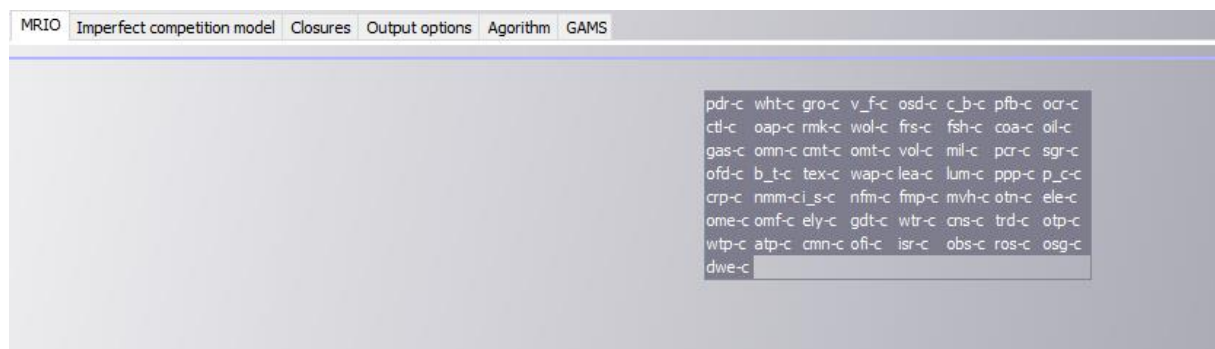 MRIO Imperfect competition model Closures Output options Agorithm GAMS
pdr-c wht-c gro-c v_f-c osd-c c_b-c pfb-c ocr-c
ctl-c oap-c rmk-c wol-c frs-c fsh-c coa-c oil-c
gas-c omn-c cmt-c omt-c vol-c mil-c pcr-c sgr-c
ofd-c b_t-c tex-c wap-c lea-c lum-c ppp-c p_c-c
crp-c nmm-c i_s-c nfm-c fmp-c mvh-c otn-c ele-c
ome-c omf-c ely-c gdt-c wtr-c cns-c trd-c otp-c
wtp-c atp-c cmn-c ofi-c isr-c obs-c ros-c osg-c
dwe-c